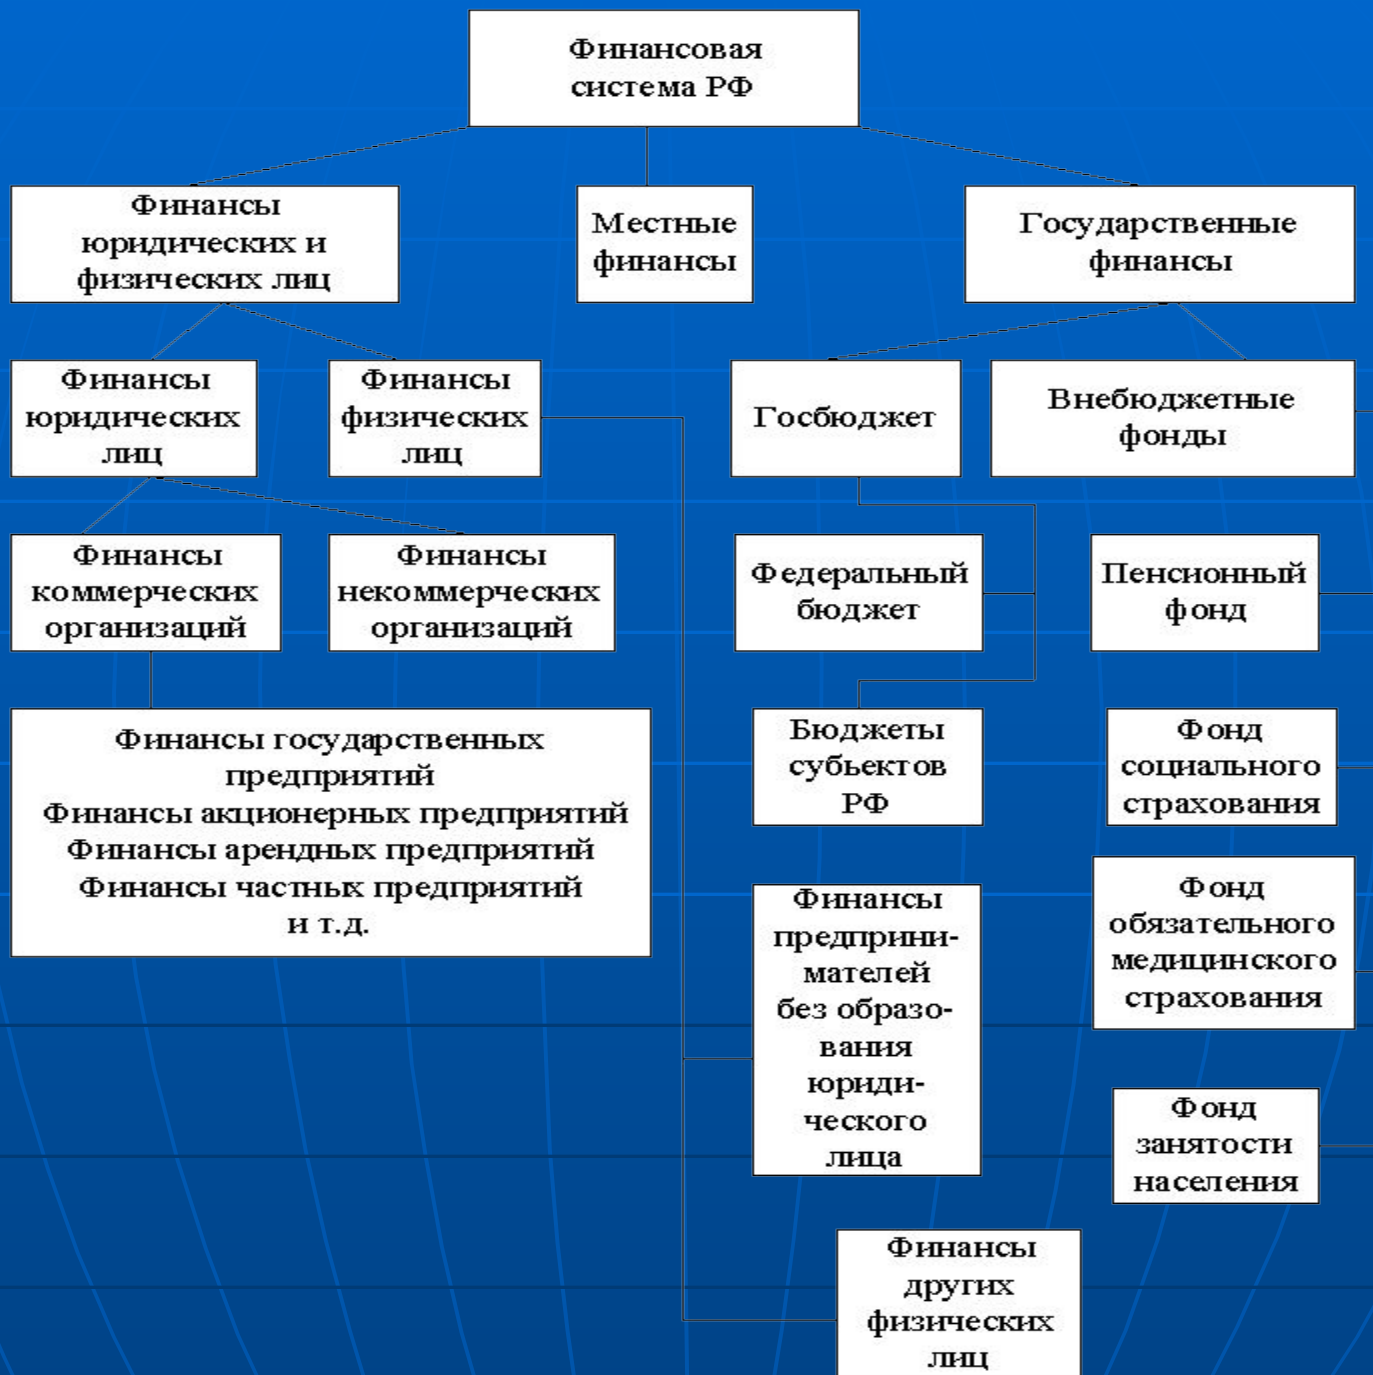 Финансовая
система РФ
Финансы
юридических и
физических лиц
Местные
финансы
Государственные
финансы
Финансы
юридических
лиц
Финансы
физических
лиц
Госбюджет
Внебюджетные
фонды
Финансы
коммерческих
организаций
Финансы
некоммерческих
организаций
Федеральный
бюджет
Пенсионный
фонд
Финансы государственных
предприятий
Финансы акционерных предприятий
Финансы арендных предприятий
Финансы частных предприятий
и т.д.
Бюджеты
субьектов
РФ
Фонд
социального
страхования
Финансы
предприни-
мателей
без образо-
вания
юриди-
ческого
лица
Фонд
обязательного
медицинского
страхования
Фонд
занятости
населения
Финансы
других
физических
лиц